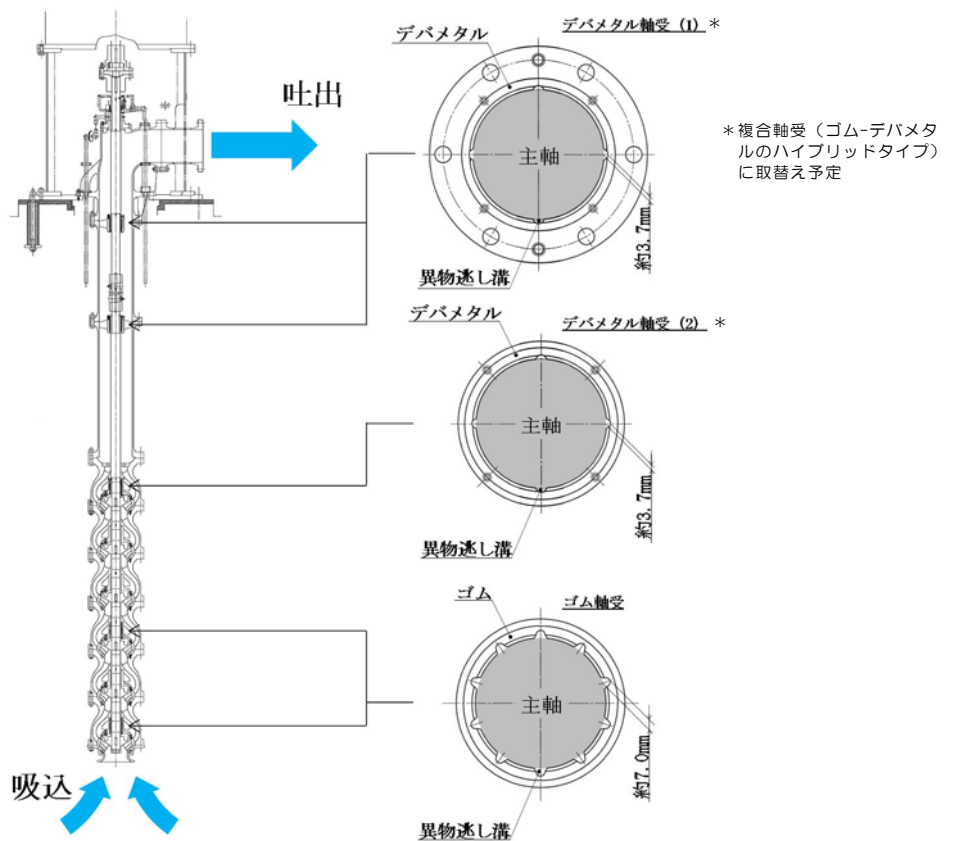 デバメタル
デバメタル軸受 (1) *
吐出
*複合軸受（ゴム-デバメタ
ルのハイブリッドタイプ）
に取替え予定
主軸
約3.7mm
異物逃し溝
デバメタル
デバメタル軸受 (2) *
主軸
約3.7mm
異物逃し溝
ゴム
ゴム軸受
主軸
約7.0mm
吸込
異物逃し溝